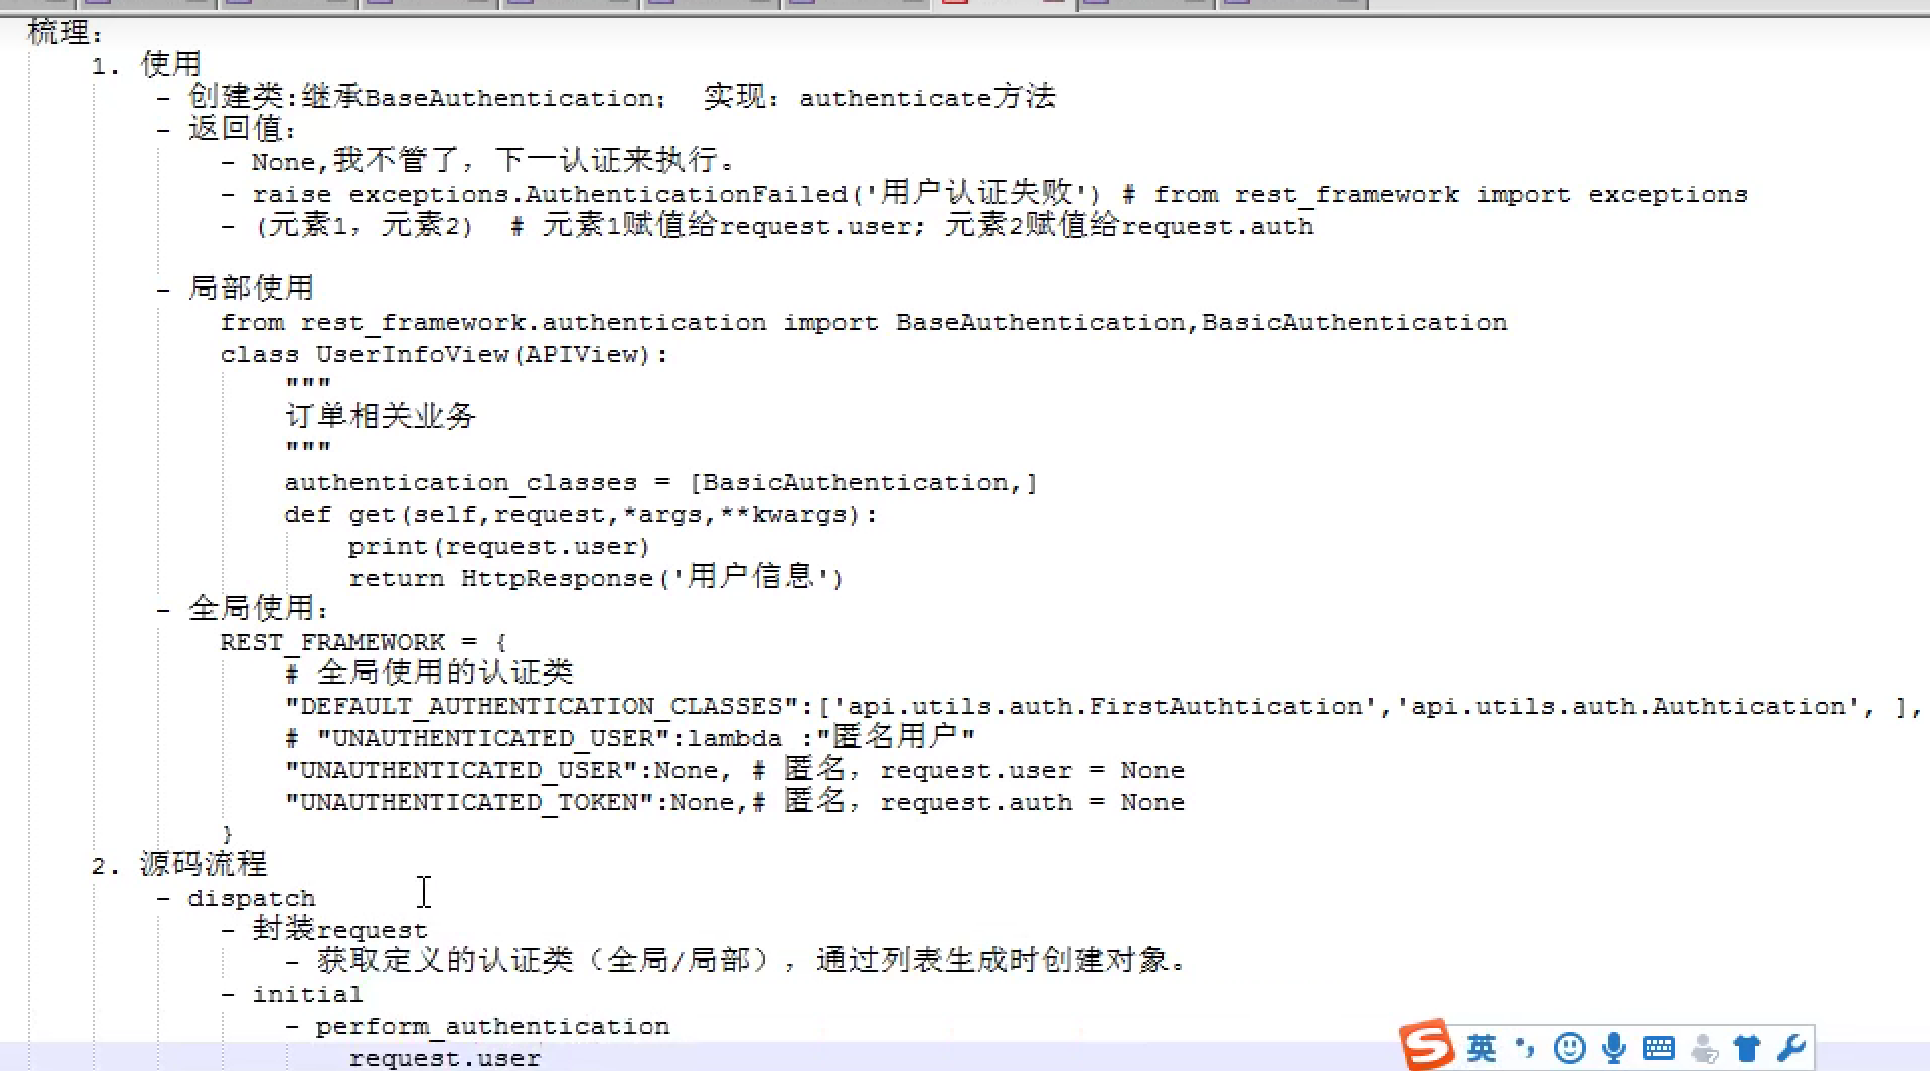 梳理:
1. 使用
- 创建类:继承BaseAuthentication; 实现: authenticate方法
- 返回值:
- None,我不管了，下一认证来执行。
- raise exceptions.AuthenticationFailed('用户认证失败') # from rest_framework import exceptions
- (元素1，元素2) # 元素1赋值给request.user; 元素2赋值给request.auth
- 局部使用
from rest_framework.authentication import BaseAuthentication,BasicAuthentication
class UserInfoView(APIView):
"""
订单相关业务
"""
authentication_classes = [BasicAuthentication,]
def get(self,request,*args,**kwargs):
print(request.user)
return HttpResponse('用户信息')
- 全局使用:
REST_FRAMEWORK = {
# 全局使用的认证类
"DEFAULT_AUTHENTICATION_CLASSES":['api.utils.auth.FirstAuthtication','api.utils.auth.Authtication', ],
# "UNAUTHENTICATED_USER":lambda :"匿名用户"
"UNAUTHENTICATED_USER":None, # 匿名，request.user = None
"UNAUTHENTICATED_TOKEN":None,# 匿名，request.auth = None
}
2. 源码流程
- dispatch
- 封装request
- 获取定义的认证类（全局/局部），通过列表生成时创建对象。
- initial
- perform_authentication
request.user
英